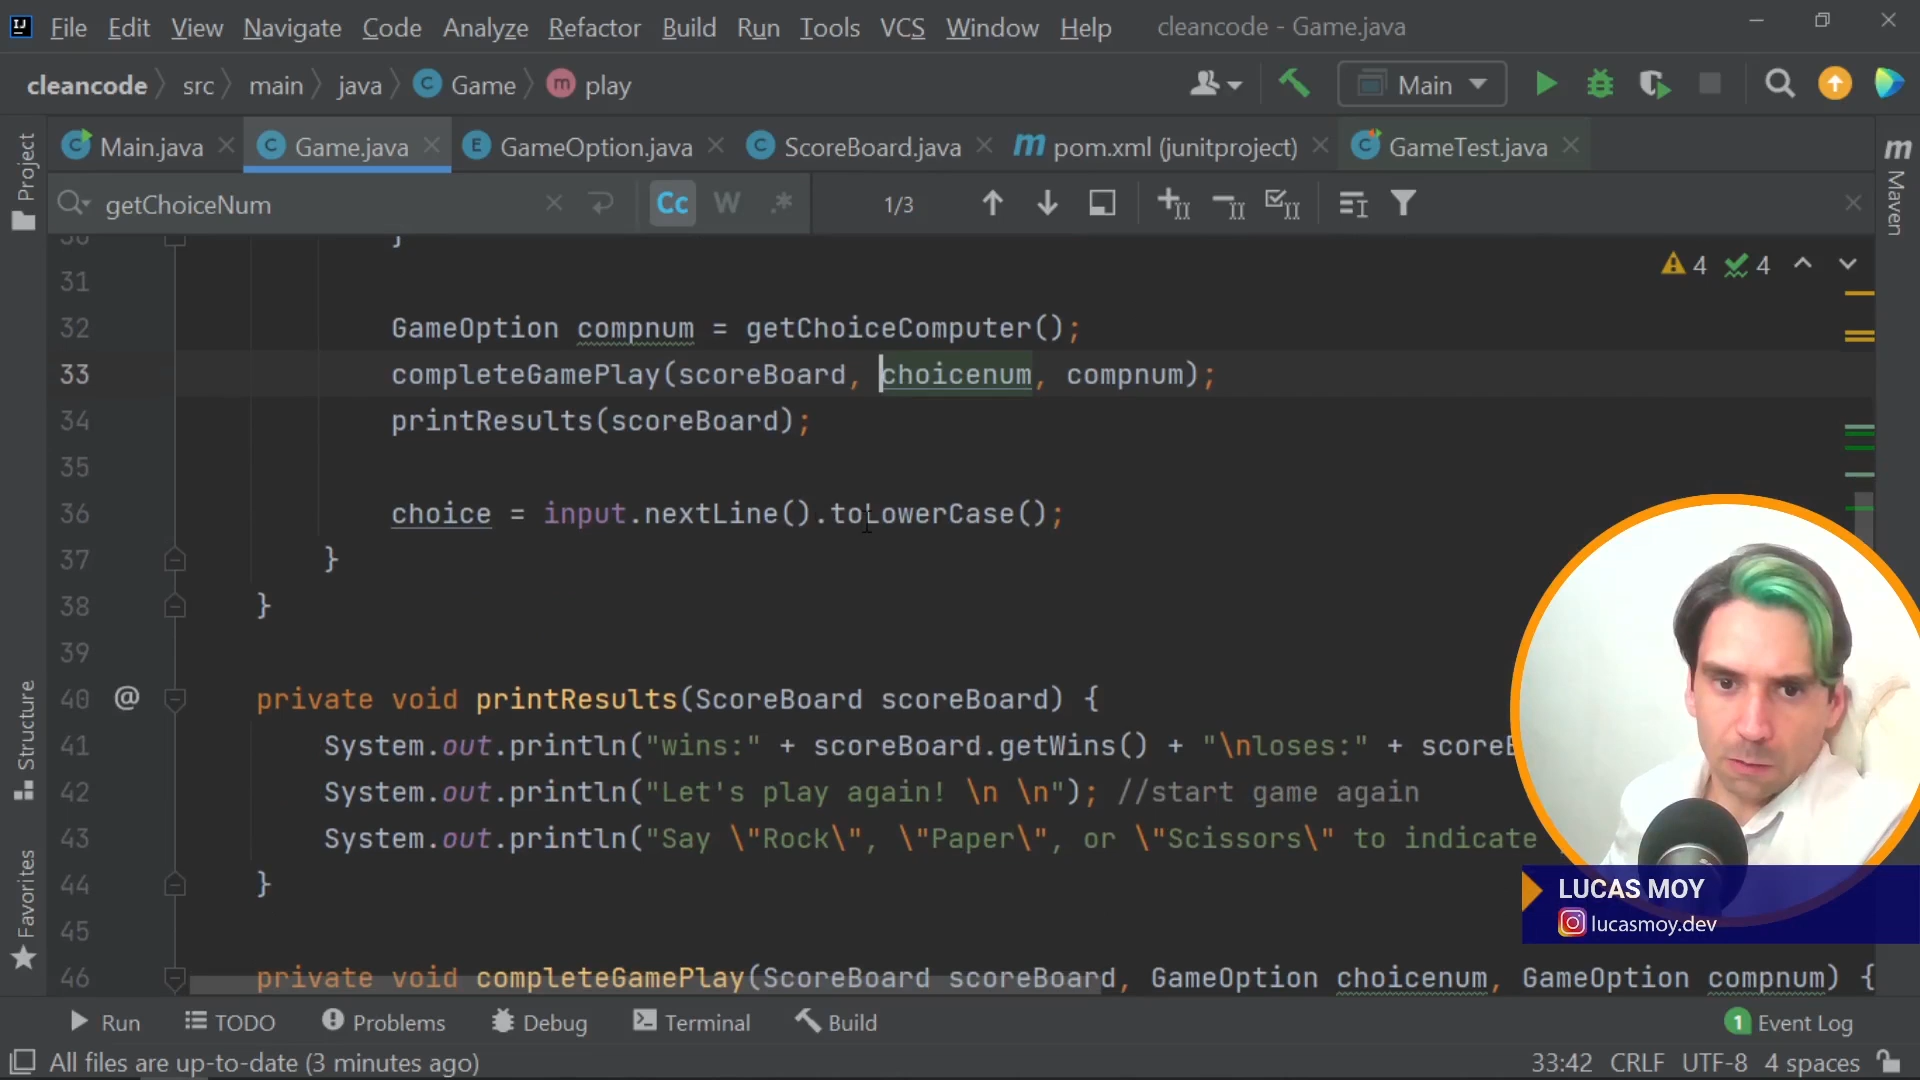 IJ File Edit View Navigate Code Analyze Refactor Build Run Tools VCS Window Help cleancode - Game.java
cleancode src main java C Game m play Main
Main.java Game.java GameOption.java ScoreBoard.java m pom.xml (junitproject) GameTest.java
getChoiceNum Cc W .* 1/3
Project
Structure
Favorites
m Maven
4 4
30 }
31
32 GameOption compnum = getChoiceComputer();
33 completeGamePlay(scoreBoard, choicenum, compnum);
34 printResults(scoreBoard);
35
36 choice = input.nextLine().toLowerCase();
37 }
38 }
39
40 @ private void printResults(ScoreBoard scoreBoard) {
41 System.out.println("wins:" + scoreBoard.getWins() + "\nloses:" + 
42 System.out.println("Let's play again! \n \n"); //start game again
43 System.out.println("Say \"Rock\", \"Paper\", or \"Scissors\" to indicate
44 }
45
46 private void completeGamePlay(ScoreBoard scoreBoard, GameOption choicenum, GameOption compnum) {
LUCAS MOY
lucasmoy.dev
Run TODO Problems Debug Terminal Build 1 Event Log
All files are up-to-date (3 minutes ago) 33:42 CRLF UTF-8 4 spaces